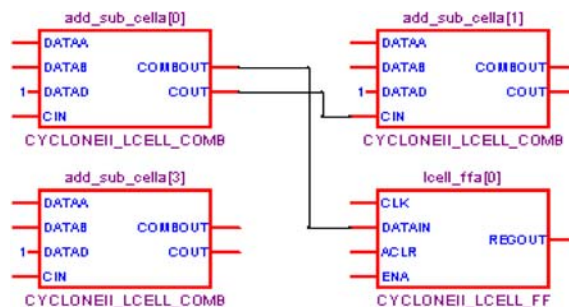 add_sub_cella[0]
DATAA
DATAB
COMBOUT
1
DATAD
COUT
CIN
CYCLONEII_LCELL_COMB
add_sub_cella[1]
DATAA
DATAB
COMBOUT
1
DATAD
COUT
CIN
CYCLONEII_LCELL_COMB
add_sub_cella[3]
DATAA
DATAB
COMBOUT
1
DATAD
COUT
CIN
CYCLONEII_LCELL_COMB
lcell_ffa[0]
CLK
DATAIN
REGOUT
ACLR
ENA
CYCLONEII_LCELL_FF